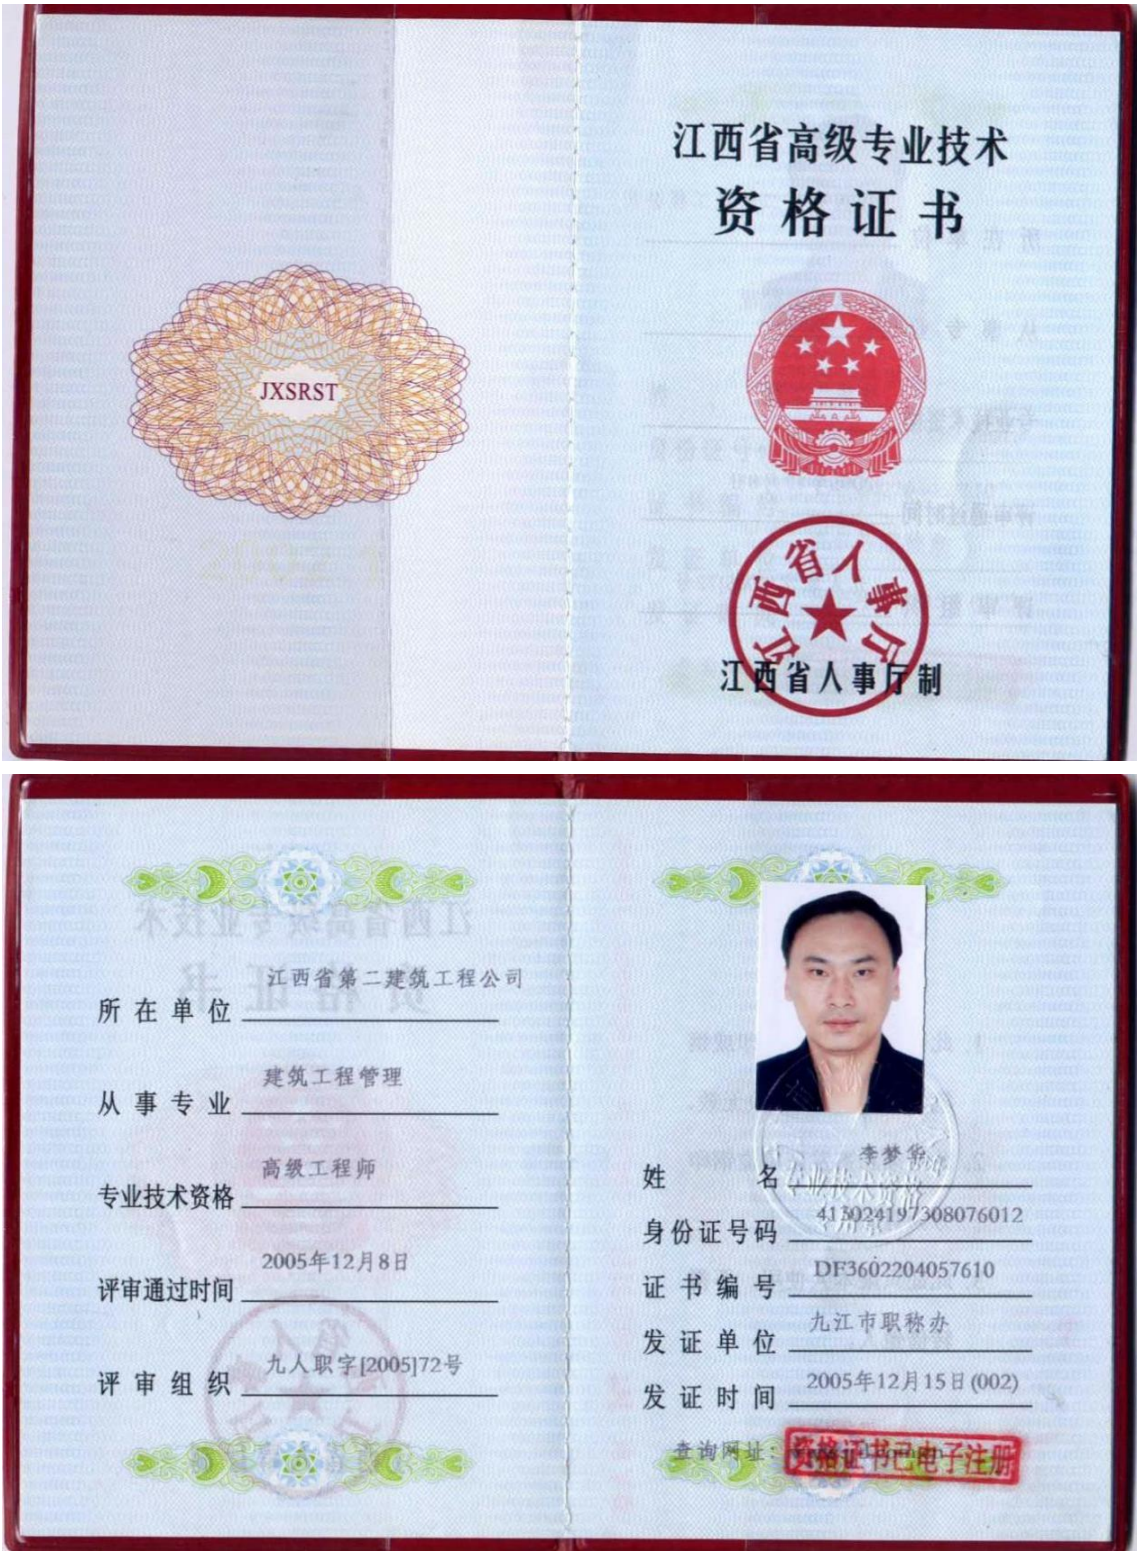 江西省高级专业技术
资格证书
JXSRST
江西省人事厅
江西省人事厅制
江西省第二建筑工程公司
所在单位
建筑工程管理
从事专业
高级工程师
专业技术资格
2005年12月8日
评审通过时间
九人职字[2005]72号
评审组织
李梦华
姓名
专业技术资格
413024197308076012
身份证号码
DF3602204057610
证书编号
九江市职称办
发证单位
2005年12月15日(002)
发证时间
查询网址:
资格证书已电子注册